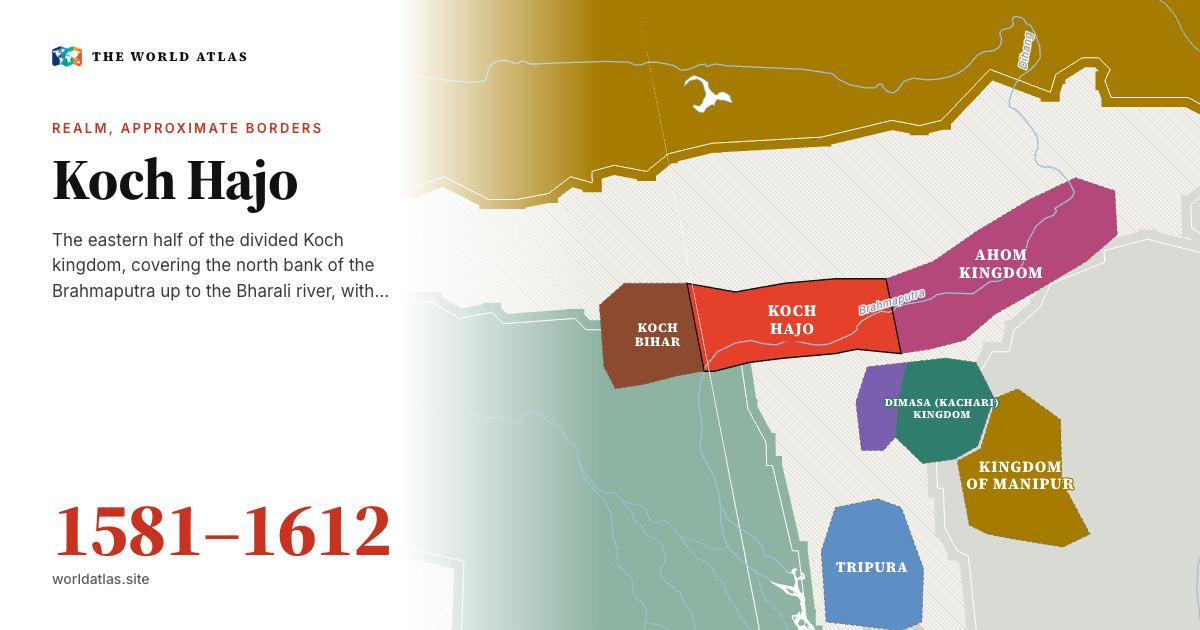 THE WORLD ATLAS
REALM, APPROXIMATE BORDERS
Koch Hajo
The eastern half of the divided Koch
kingdom, covering the north bank of the
Brahmaputra up to the Bharali river, with…
1581–1612
worldatlas.site
Dihang
AHOM
KINGDOM
Brahmaputra
KOCH
HAJO
KOCH
BIHAR
DIMASA (KACHARI)
KINGDOM
KINGDOM
OF MANIPUR
TRIPURA